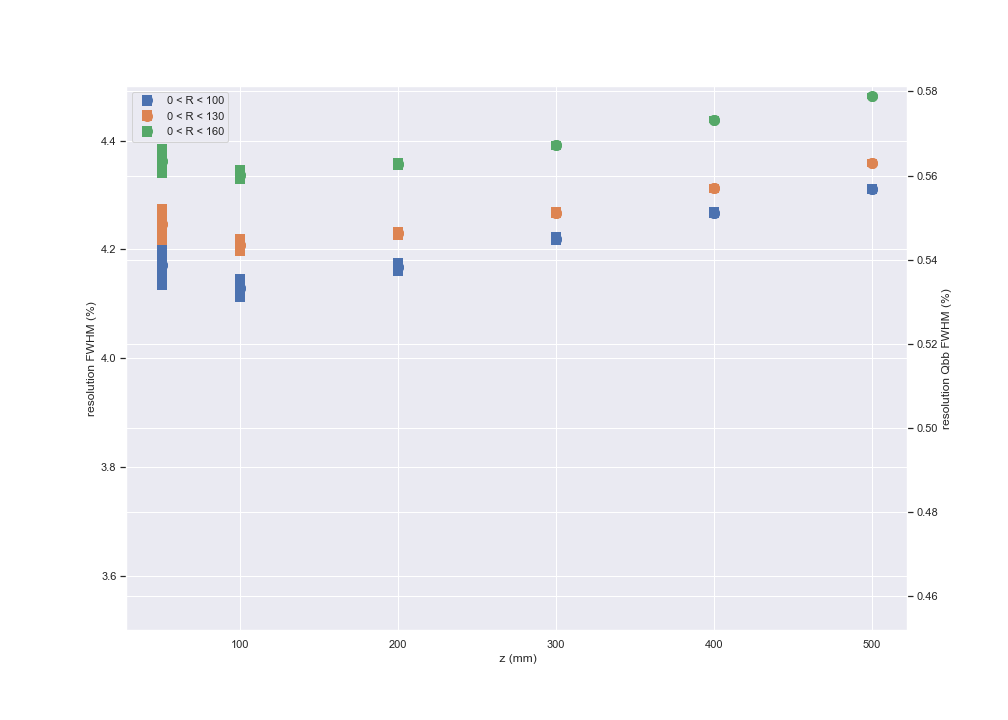 0 < R < 100
0 < R < 130
0 < R < 160
4.4
4.2
4.0
3.8
3.6
resolution FWHM (%)
0.58
0.56
0.54
0.52
0.50
0.48
0.46
resolution Qbb FWHM (%)
100
200
300
400
500
z (mm)